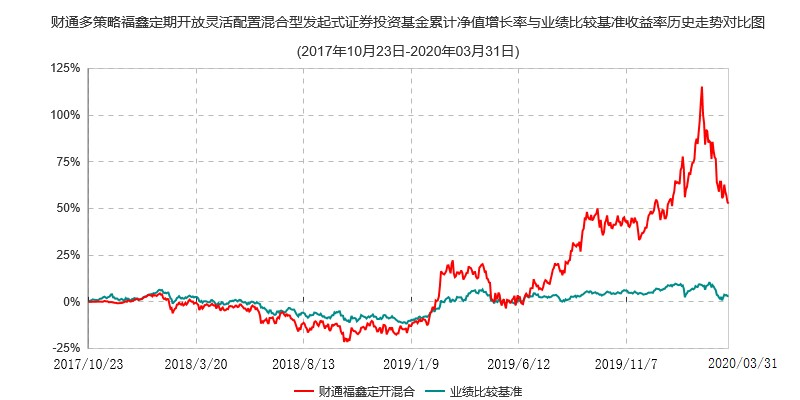 财通多策略福鑫定期开放灵活配置混合型发起式证券投资基金累计净值增长率与业绩比较基准收益率历史走势对比图
(2017年10月23日-2020年03月31日)
125%
100%
75%
50%
25%
0%
-25%
2017/10/23 2018/3/20 2018/8/13 2019/1/9 2019/6/12 2019/11/7 2020/03/31
财通福鑫定开混合 业绩比较基准